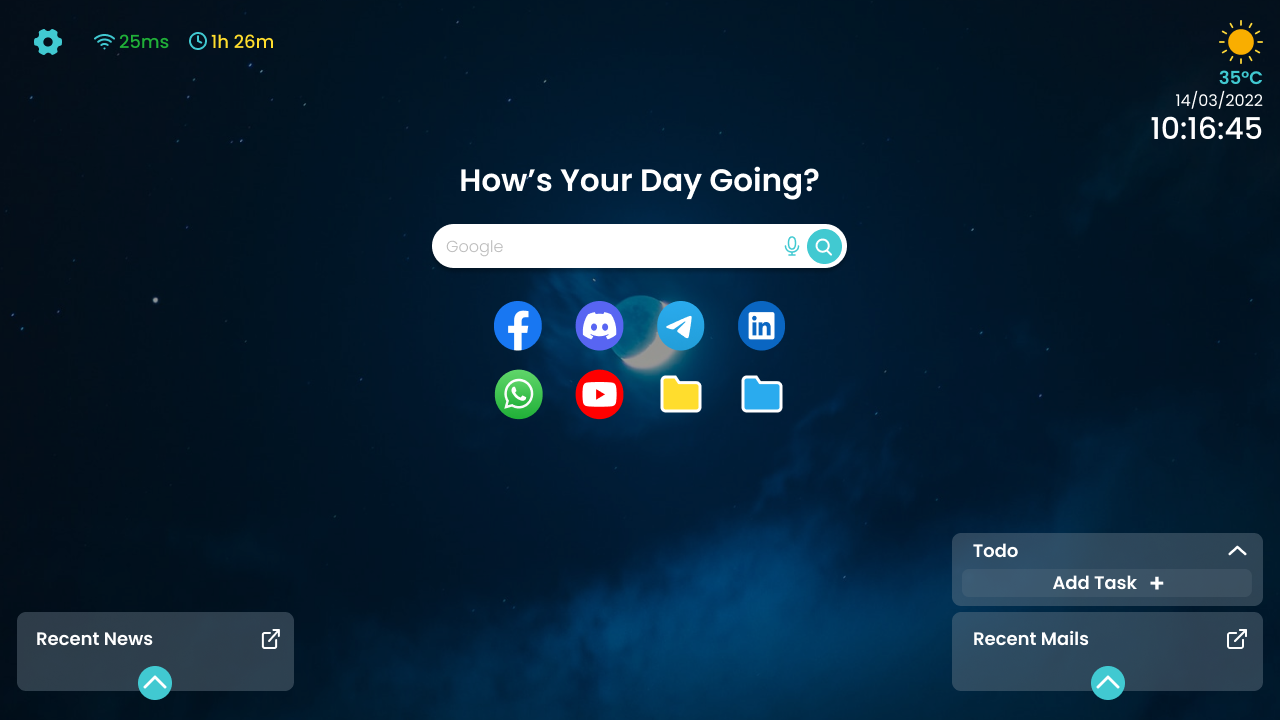 25ms 1h 26m
35°C
14/03/2022
10:16:45
How’s Your Day Going?
Google
in
Todo
Add Task +
Recent News
Recent Mails